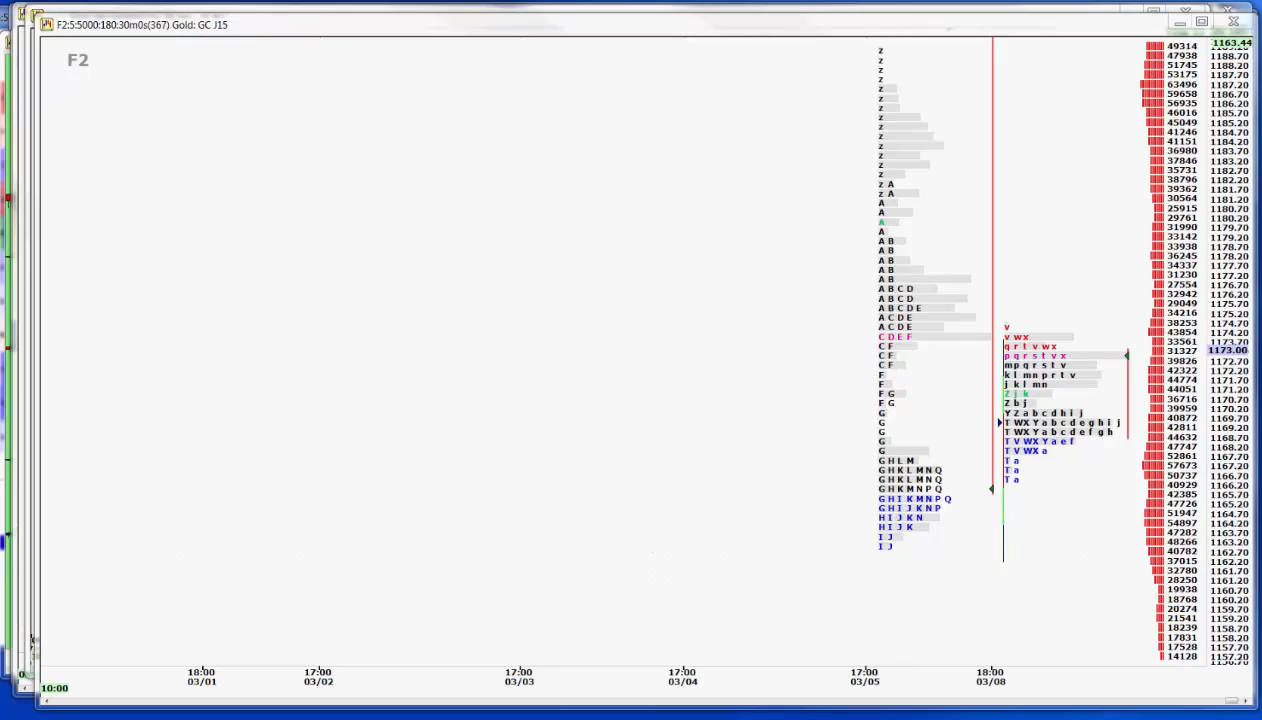 F2:5:5000:180:30m0s(367) Gold: GC J15
F2
1163.44
z 49314
z 47938 1188.70
z 51745 1188.20
z 53175 1187.70
z 63496 1187.20
z 59658 1186.70
z 56935 1186.20
z 46016 1185.70
z 45049 1185.20
z 41246 1184.70
z 41151 1184.20
z 36980 1183.70
z 37846 1183.20
z 35731 1182.70
z A 38796 1182.20
z A 39362 1181.70
A 30564 1181.20
A 25915 1180.70
A 29761 1180.20
A 31990 1179.70
A B 33142 1179.20
A B 33938 1178.70
A B 36245 1178.20
A B 34337 1177.70
A B 31230 1177.20
A B C D 27554 1176.70
A B C D 32942 1176.20
A B C D E 29049 1175.70
A C D E 34216 1175.20
A C D E v 38253 1174.70
C D E F v w x 43854 1174.20
C F q r t v w x 33561 1173.70
C F p q r s t v x 31327 1173.00
C F m p q r s t v 39826 1172.70
F k l m n p r t v 42322 1172.20
F j k l m n 44774 1171.70
F G Z j k 44051 1171.20
F G Z b j 36716 1170.70
G Y Z a b c d h i j 39959 1170.20
G T W X Y a b c d e g h i j 40872 1169.70
G T W X Y a b c d e f g h 42811 1169.20
G T V W X Y a e f 44632 1168.70
G T V W X a 47747 1168.20
G H L M T a 52861 1167.70
G H K L M N Q T a 57673 1167.20
G H K L M N Q T a 50737 1166.70
G H K M N P Q 40929 1166.20
G H I K M N P Q 42385 1165.70
G H I J K N P 47726 1165.20
H I J K N 51947 1164.70
H I J K 54897 1164.20
I J 47282 1163.70
I J 48266 1163.20
40782 1162.70
37015 1162.20
32780 1161.70
28250 1161.20
19938 1160.70
18768 1160.20
20274 1159.70
21541 1159.20
18239 1158.70
17831 1158.20
17528 1157.70
14128 1157.20
18:00 17:00 17:00 17:00 17:00 18:00
03/01 03/02 03/03 03/04 03/05 03/08
10:00